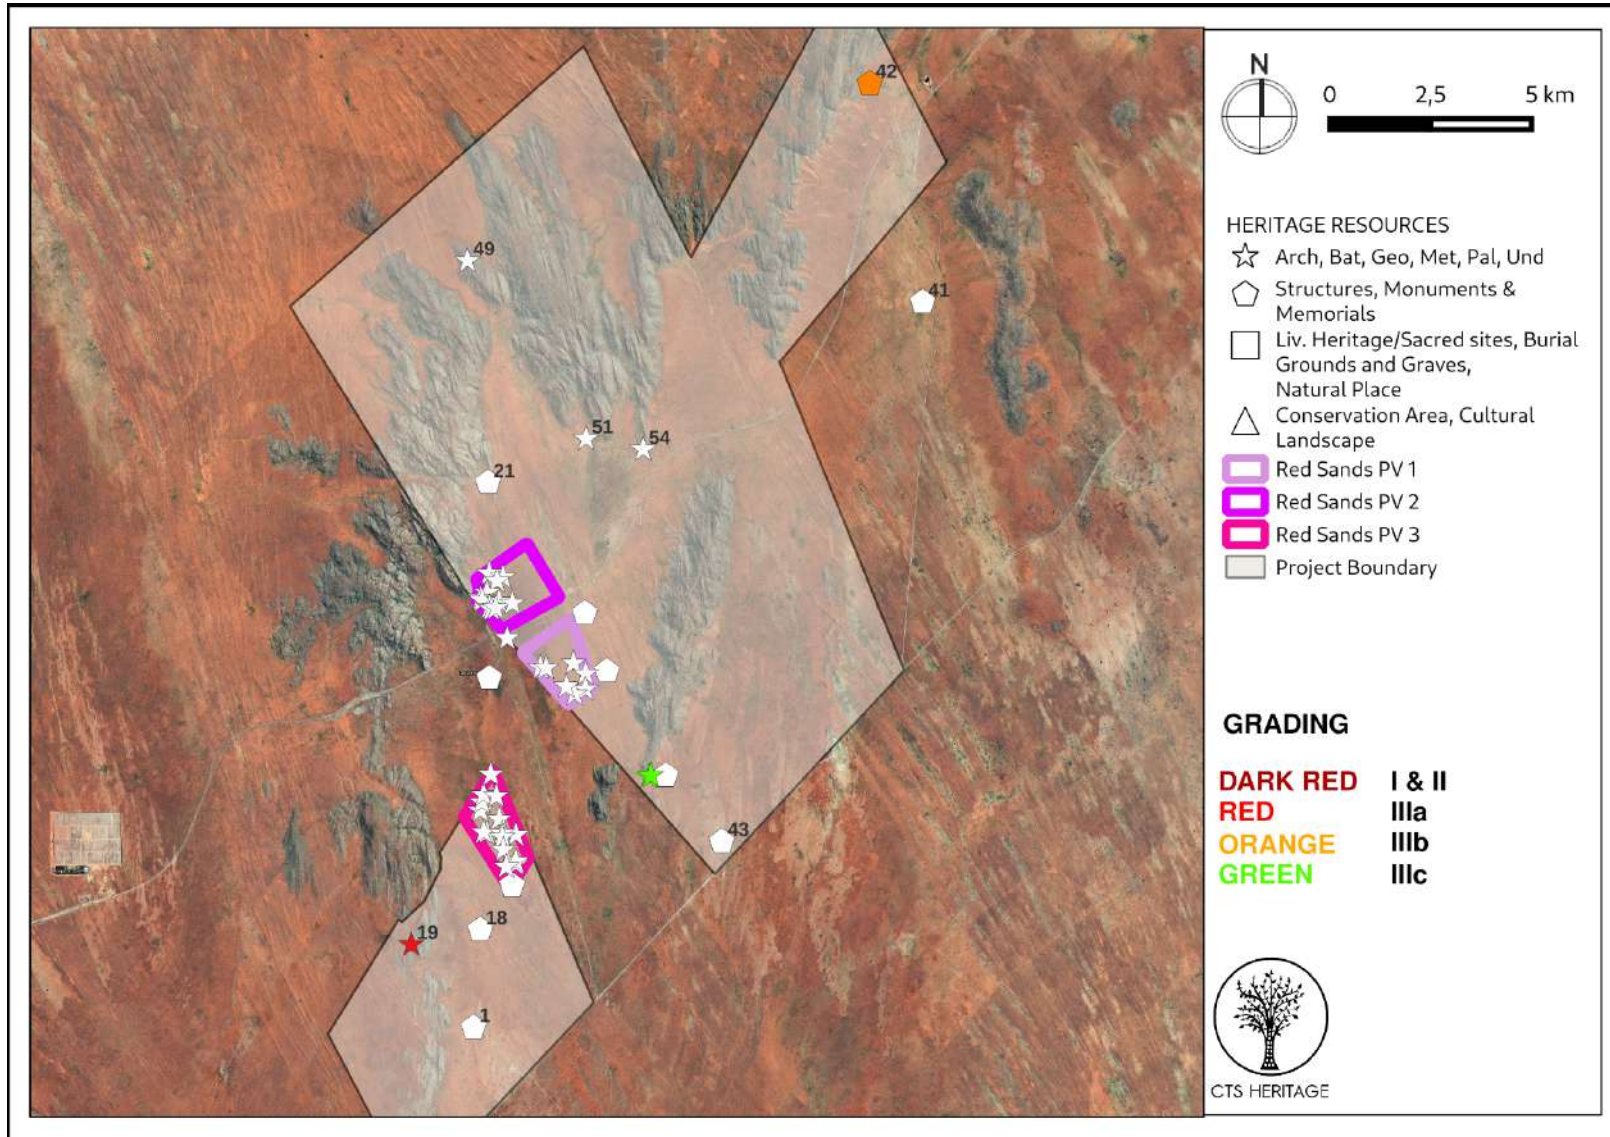 42
49
41
51
54
21
43
18
19
1
N
0 2,5 5 km
HERITAGE RESOURCES
Arch, Bat, Geo, Met, Pal, Und
Structures, Monuments &
Memorials
Liv. Heritage/Sacred sites, Burial
Grounds and Graves,
Natural Place
Conservation Area, Cultural
Landscape
Red Sands PV 1
Red Sands PV 2
Red Sands PV 3
Project Boundary
GRADING
DARK RED I & II
RED IIIa
ORANGE IIIb
GREEN IIIc
CTS HERITAGE